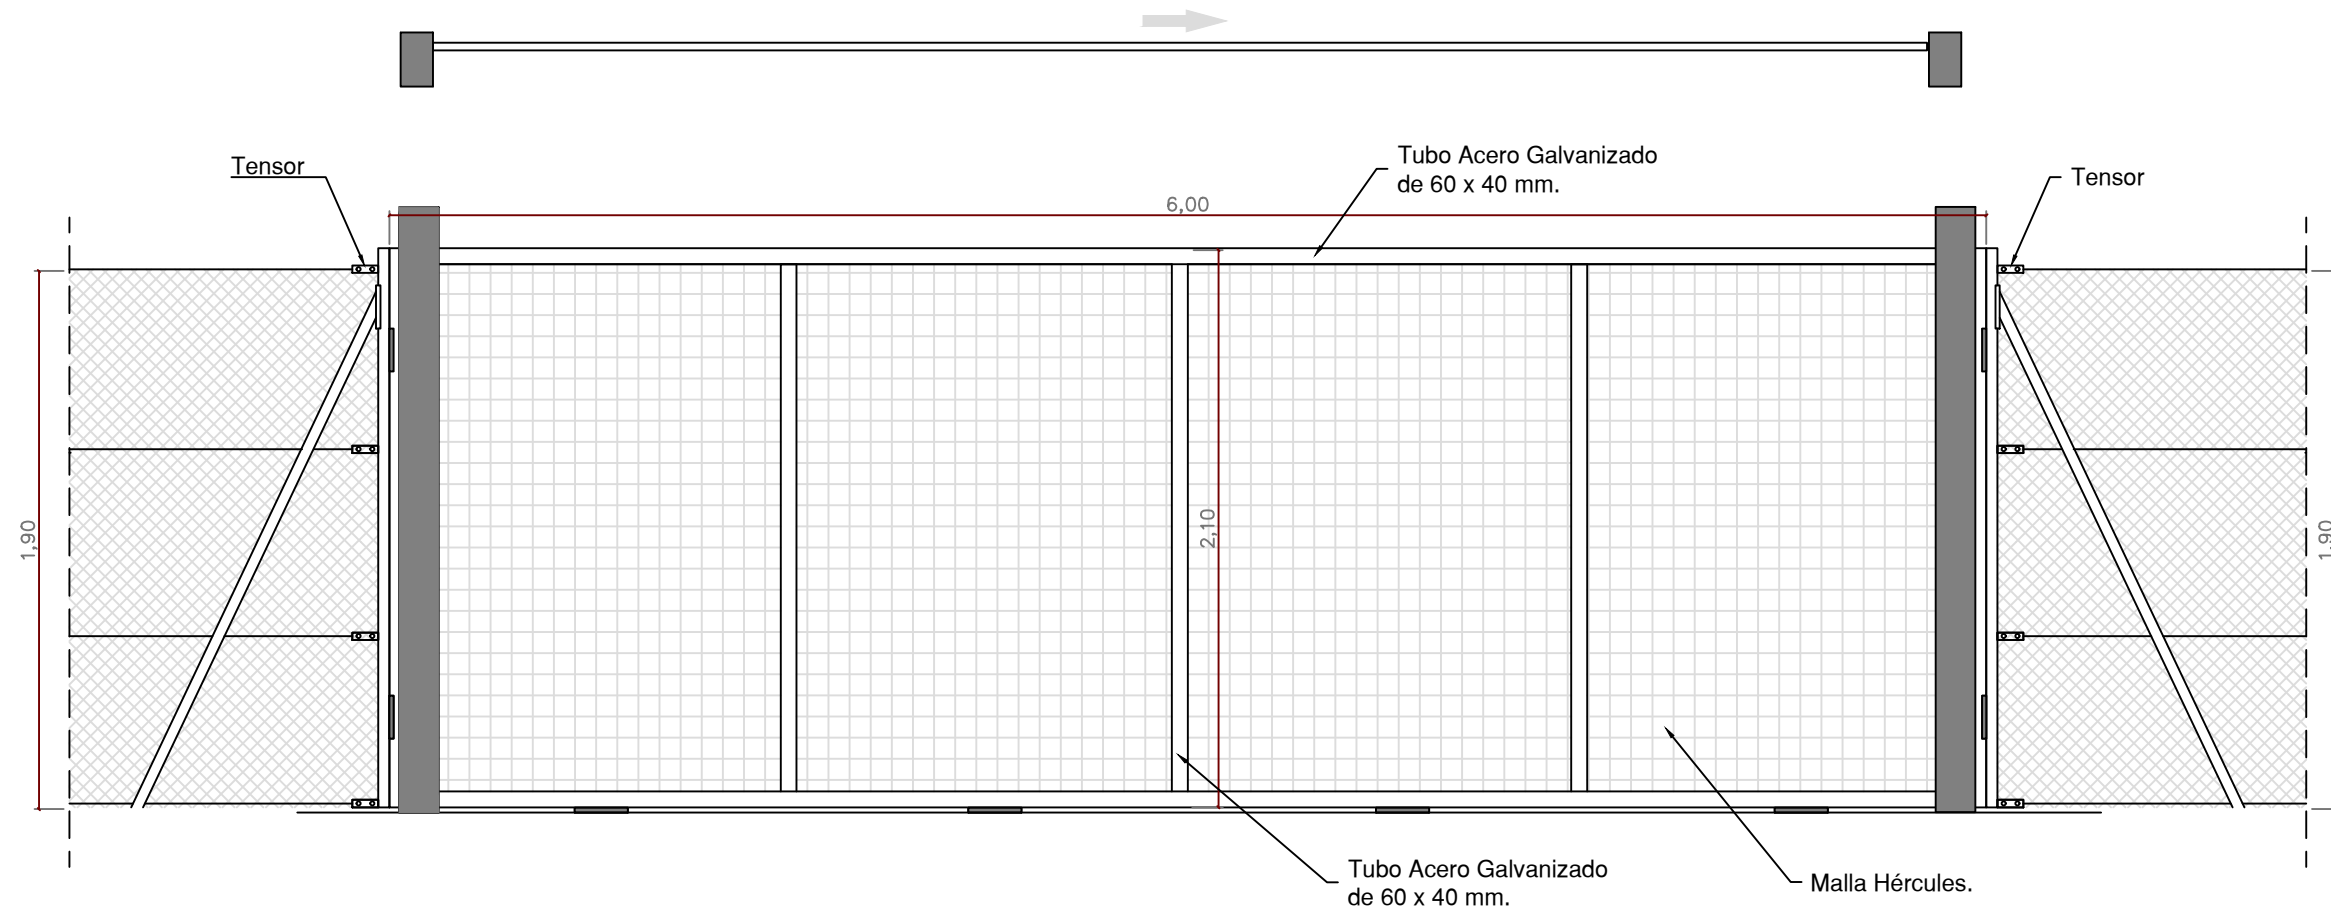 Tubo Acero Galvanizado
de 60 x 40 mm.
Tensor
Tensor
6,00
1,90
2,10
1,90
Tubo Acero Galvanizado
de 60 x 40 mm.
Malla Hércules.